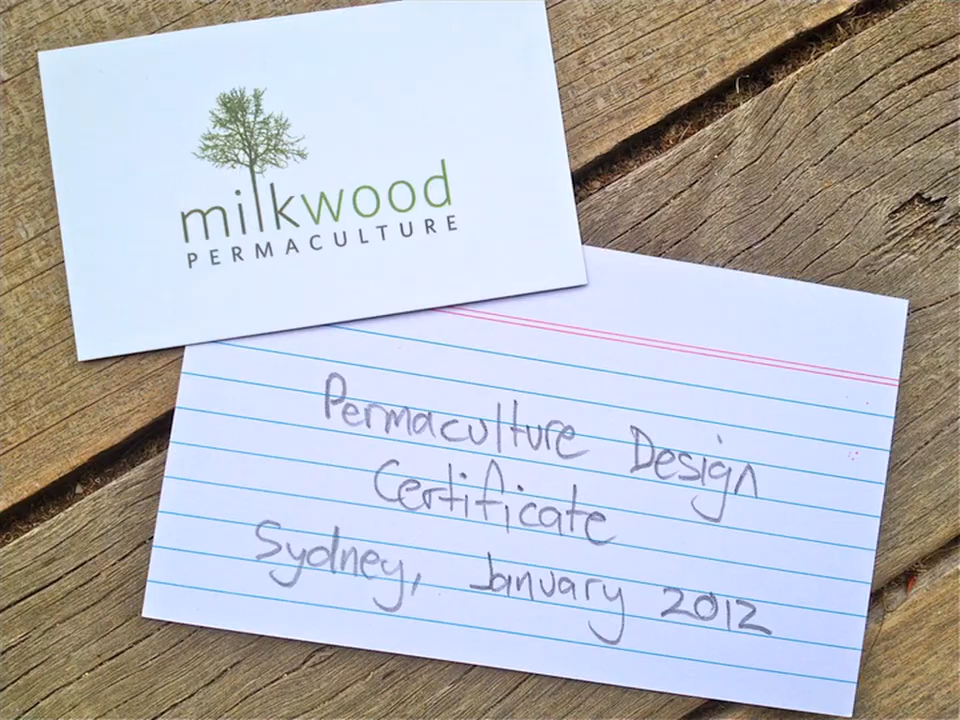 milkwood
PERMACULTURE
Permaculture Design
Certificate
Sydney, January 2012